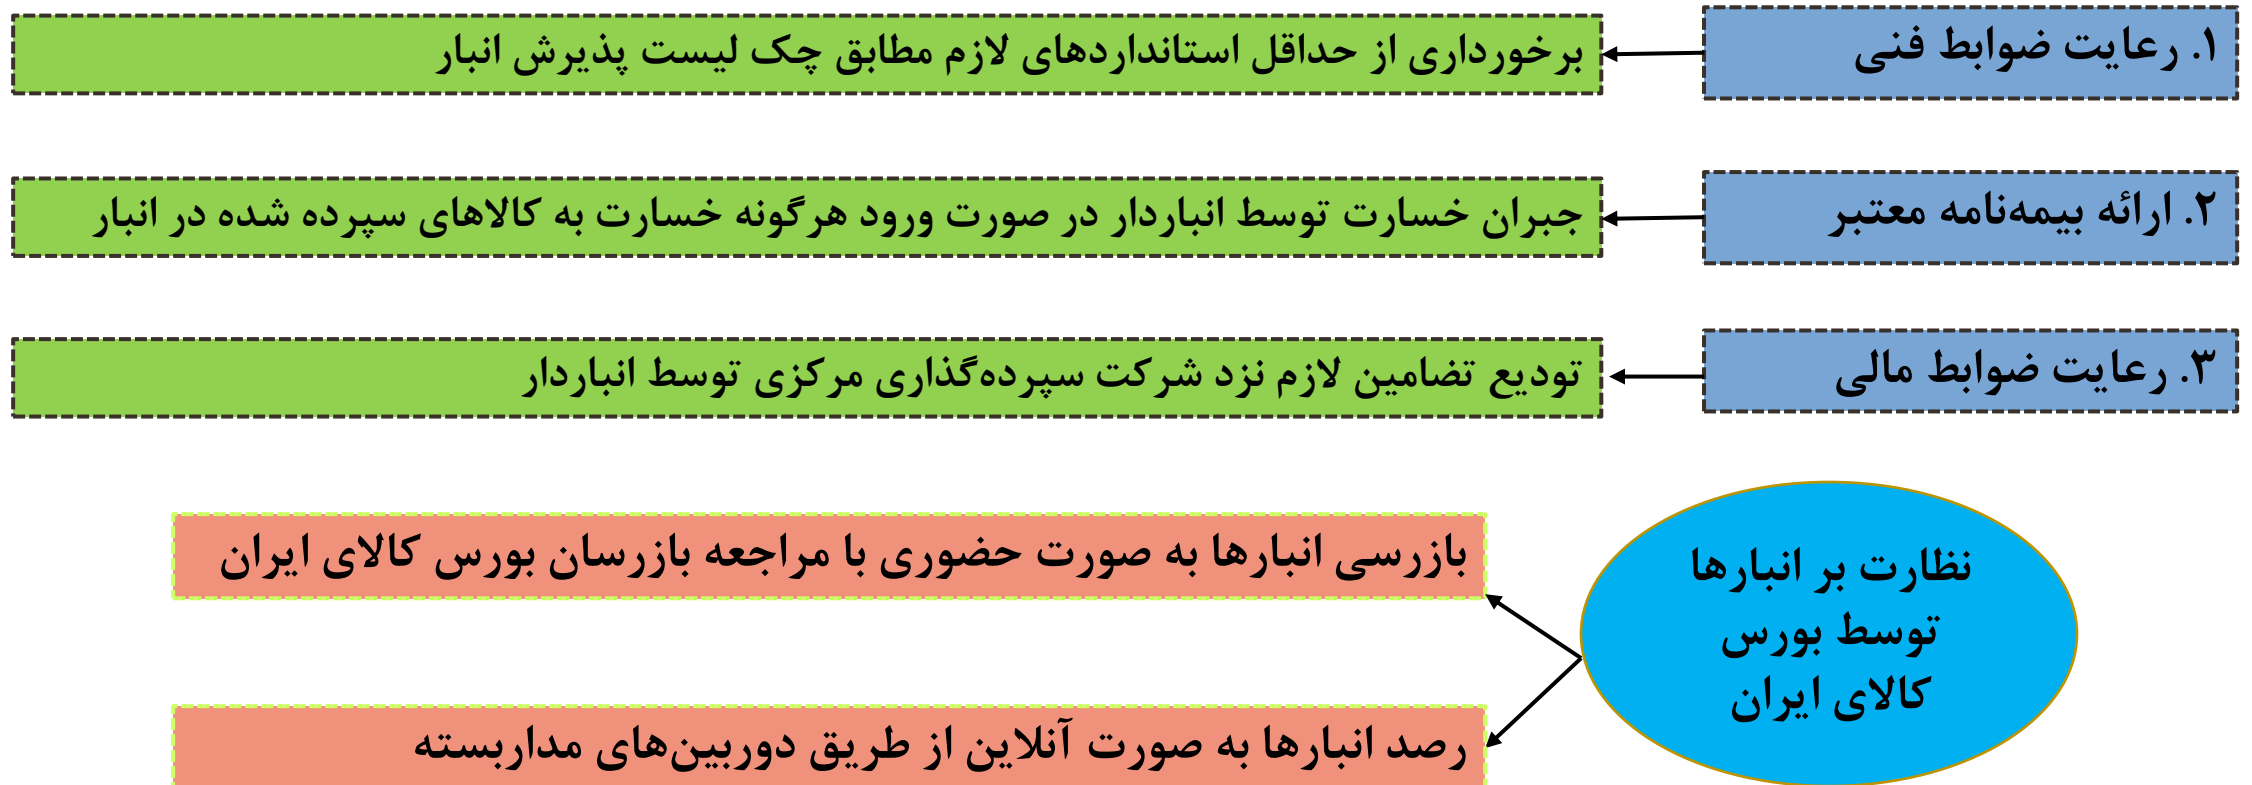 ۱. رعایت ضوابط فنی
برخورداری از حداقل استانداردهای لازم مطابق چک لیست پذیرش انبار
۲. ارائه بیمه‌نامه معتبر
جبران خسارت توسط انباردار در صورت ورود هرگونه خسارت به کالاهای سپرده شده در انبار
۳. رعایت ضوابط مالی
تودیع تضامین لازم نزد شرکت سپرده‌گذاری مرکزی توسط انباردار
نظارت بر انبارها
توسط بورس
کالای ایران
بازرسی انبارها به صورت حضوری با مراجعه بازرسان بورس کالای ایران
رصد انبارها به صورت آنلاین از طریق دوربین‌های مداربسته